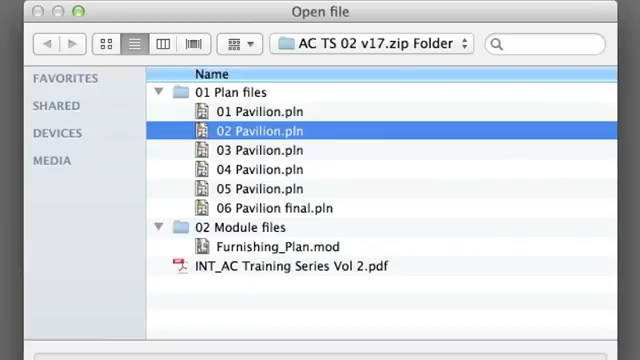 Open file
AC TS 02 v17.zip Folder
FAVORITES
SHARED
DEVICES
MEDIA
Name
01 Plan files
01 Pavilion.pln
02 Pavilion.pln
03 Pavilion.pln
04 Pavilion.pln
05 Pavilion.pln
06 Pavilion final.pln
02 Module files
Furnishing_Plan.mod
INT_AC Training Series Vol 2.pdf